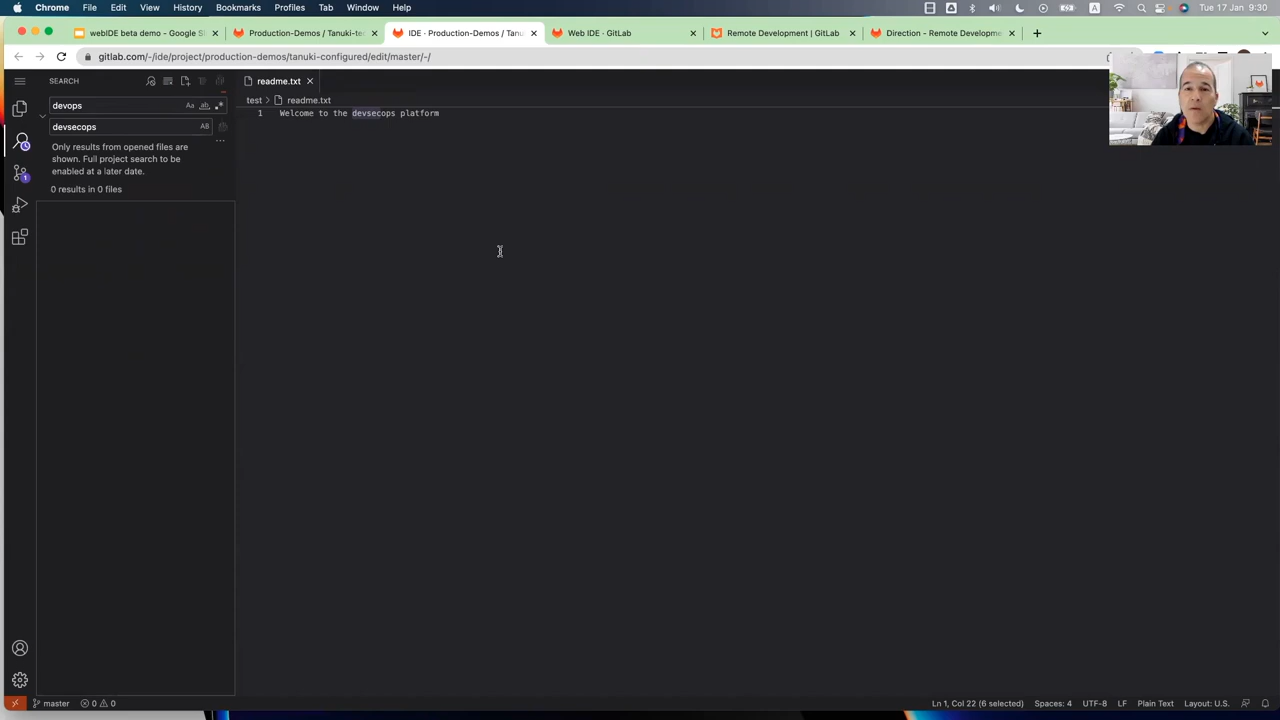 Chrome File Edit View History Bookmarks Profiles Tab Window Help A Tue 17 Jan 9:30
webIDE beta demo - Google Sl Production-Demos / Tanuki-te IDE · Production-Demos / Tanu Web IDE · GitLab Remote Development | GitLab Direction - Remote Developme
gitlab.com/-/ide/project/production-demos/tanuki-configured/edit/master/-/
SEARCH
readme.txt
devops Aa ab
test readme.txt
devsecops AB
1 Welcome to the devsecops platform
Only results from opened files are
shown. Full project search to be
enabled at a later date.
1
0 results in 0 files
master 0 0 Ln 1, Col 22 (6 selected) Spaces: 4 UTF-8 LF Plain Text Layout: U.S.